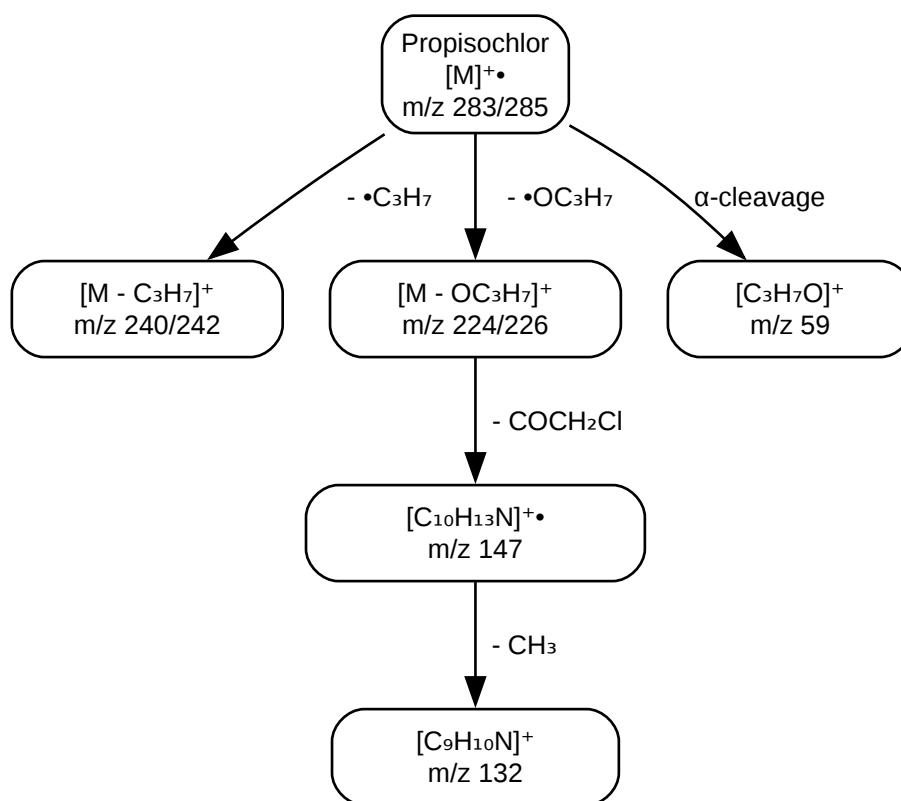 Propisochlor
[M]⁺•
m/z 283/285
- •C₃H₇
- •OC₃H₇
α-cleavage
[M - C₃H₇]⁺
m/z 240/242
[M - OC₃H₇]⁺
m/z 224/226
[C₃H₇O]⁺
m/z 59
- COCH₂Cl
[C₁₀H₁₃N]⁺•
m/z 147
- CH₃
[C₉H₁₀N]⁺
m/z 132